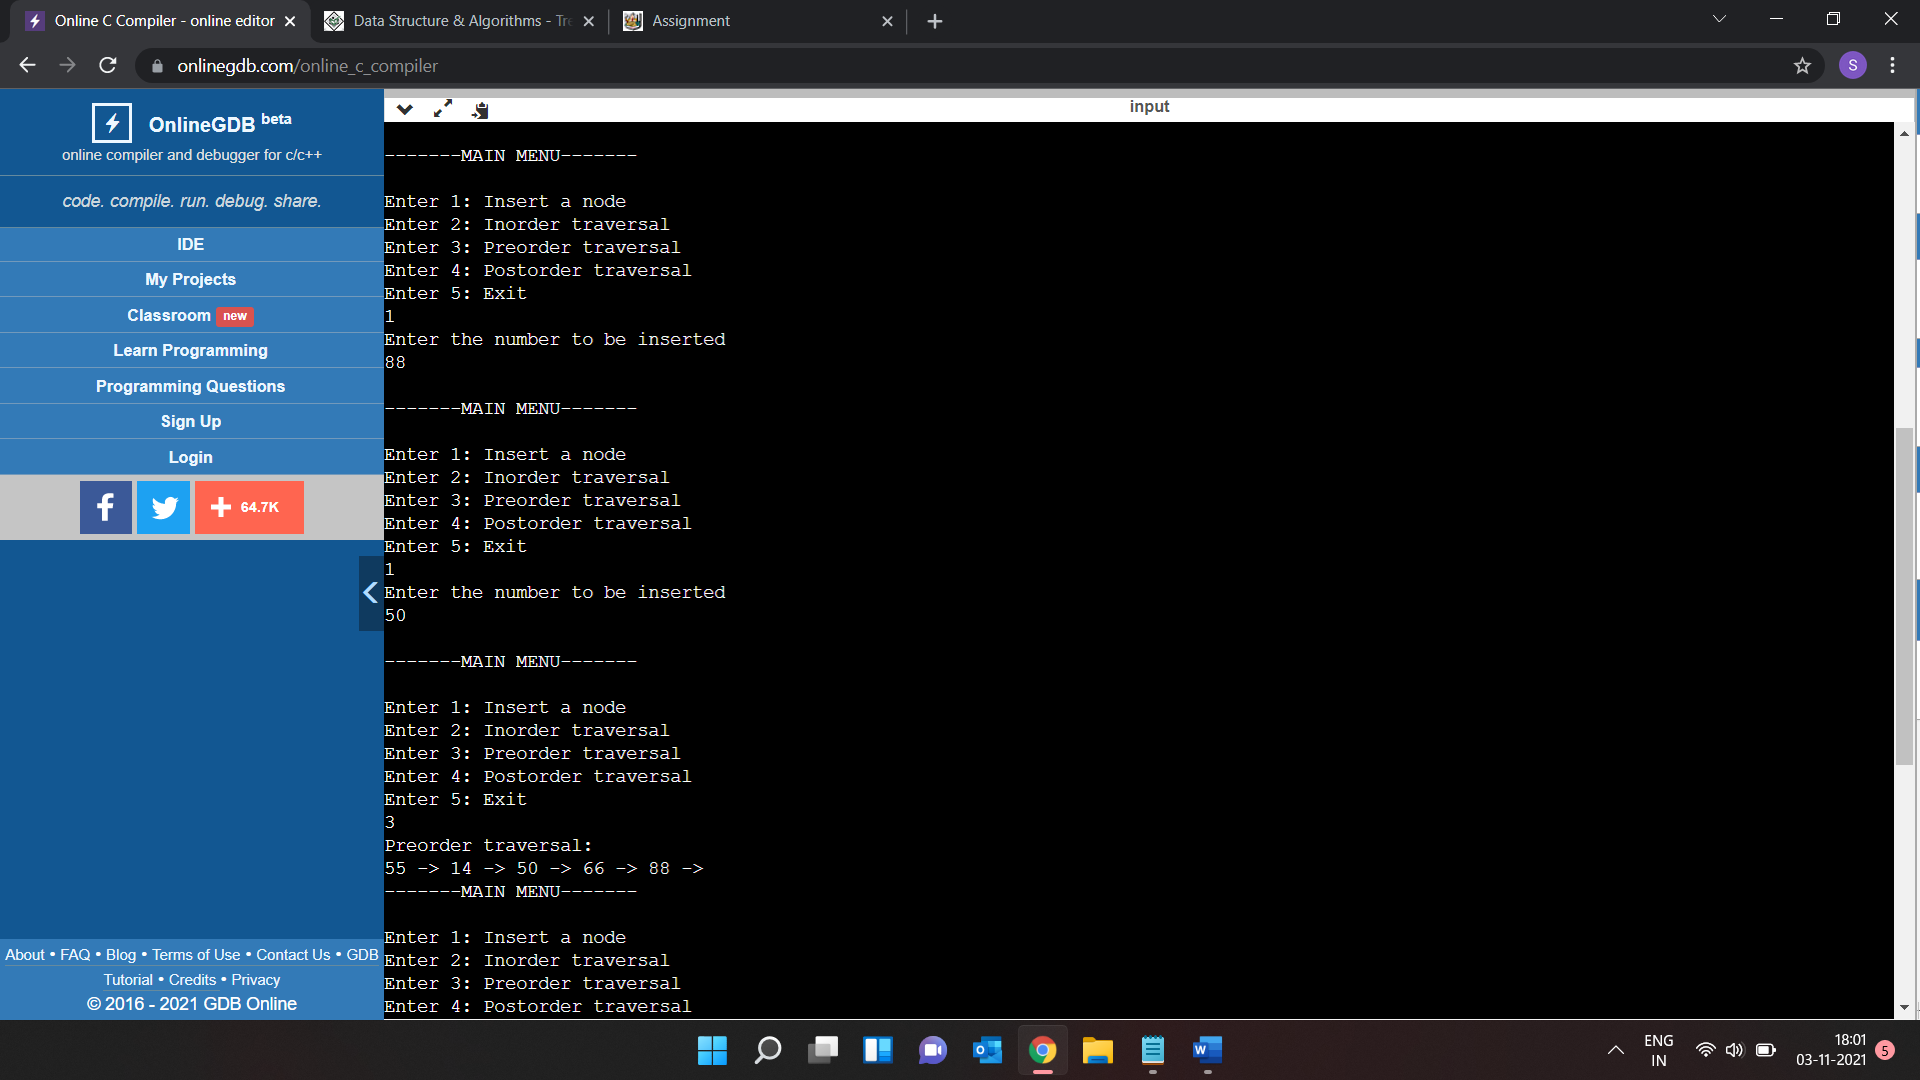 Online C Compiler - online editor
Data Structure & Algorithms - Tre
Assignment
onlinegdb.com/online_c_compiler
S
OnlineGDB beta
online compiler and debugger for c/c++
code. compile. run. debug. share.
IDE
My Projects
Classroom new
Learn Programming
Programming Questions
Sign Up
Login
64.7K
About • FAQ • Blog • Terms of Use • Contact Us • GDB
Tutorial • Credits • Privacy
© 2016 - 2021 GDB Online
input
-------MAIN MENU-------
Enter 1: Insert a node
Enter 2: Inorder traversal
Enter 3: Preorder traversal
Enter 4: Postorder traversal
Enter 5: Exit
1
Enter the number to be inserted
88
-------MAIN MENU-------
Enter 1: Insert a node
Enter 2: Inorder traversal
Enter 3: Preorder traversal
Enter 4: Postorder traversal
Enter 5: Exit
1
Enter the number to be inserted
50
-------MAIN MENU-------
Enter 1: Insert a node
Enter 2: Inorder traversal
Enter 3: Preorder traversal
Enter 4: Postorder traversal
Enter 5: Exit
3
Preorder traversal:
55 -> 14 -> 50 -> 66 -> 88 ->
-------MAIN MENU-------
Enter 1: Insert a node
Enter 2: Inorder traversal
Enter 3: Preorder traversal
Enter 4: Postorder traversal
ENG
IN
18:01
03-11-2021
5